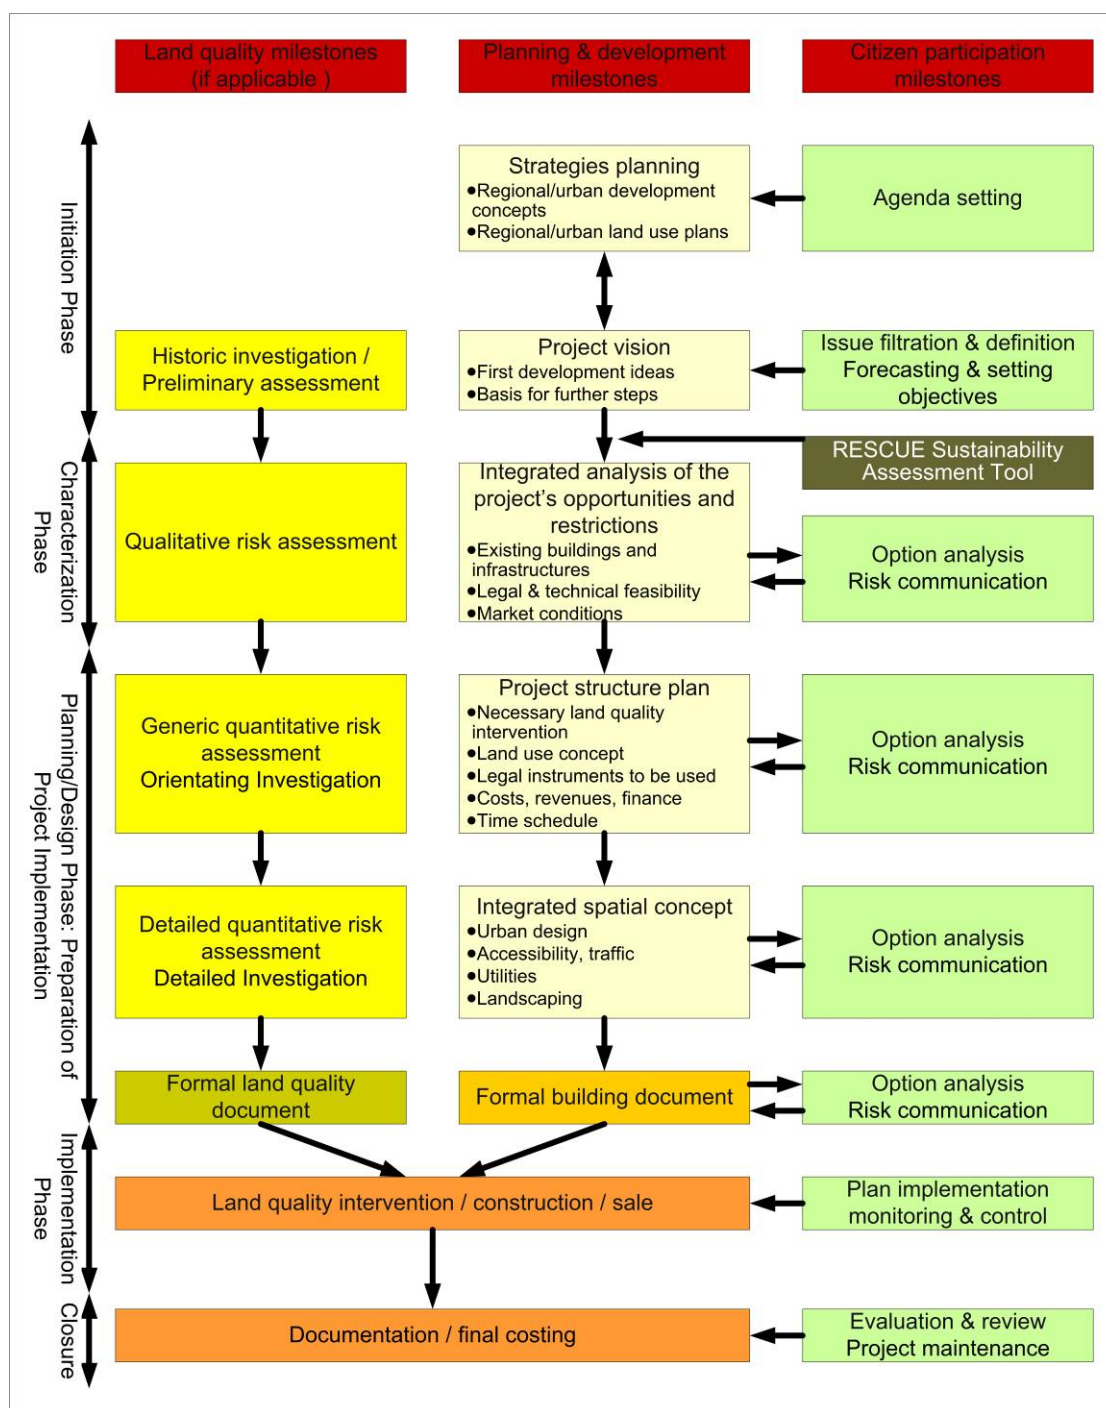 Land quality milestones
(if applicable )
Planning & development
milestones
Citizen participation
milestones
Initiation Phase
Strategies planning
●Regional/urban development
concepts
●Regional/urban land use plans
Agenda setting
Historic investigation /
Preliminary assessment
Project vision
●First development ideas
●Basis for further steps
Issue filtration & definition
Forecasting & setting
objectives
RESCUE Sustainability
Assessment Tool
Characterization
Phase
Qualitative risk assessment
Integrated analysis of the
project's opportunities and
restrictions
●Existing buildings and
infrastructures
●Legal & technical feasibility
●Market conditions
Option analysis
Risk communication
Planning/Design Phase: Preparation of
Project Implementation
Generic quantitative risk
assessment
Orientating Investigation
Project structure plan
●Necessary land quality
intervention
●Land use concept
●Legal instruments to be used
●Costs, revenues, finance
●Time schedule
Option analysis
Risk communication
Detailed quantitative risk
assessment
Detailed Investigation
Integrated spatial concept
●Urban design
●Accessibility, traffic
●Utilities
●Landscaping
Option analysis
Risk communication
Formal land quality
document
Formal building document
Option analysis
Risk communication
Implementation
Phase
Land quality intervention / construction / sale
Plan implementation
monitoring & control
Closure
Documentation / final costing
Evaluation & review
Project maintenance